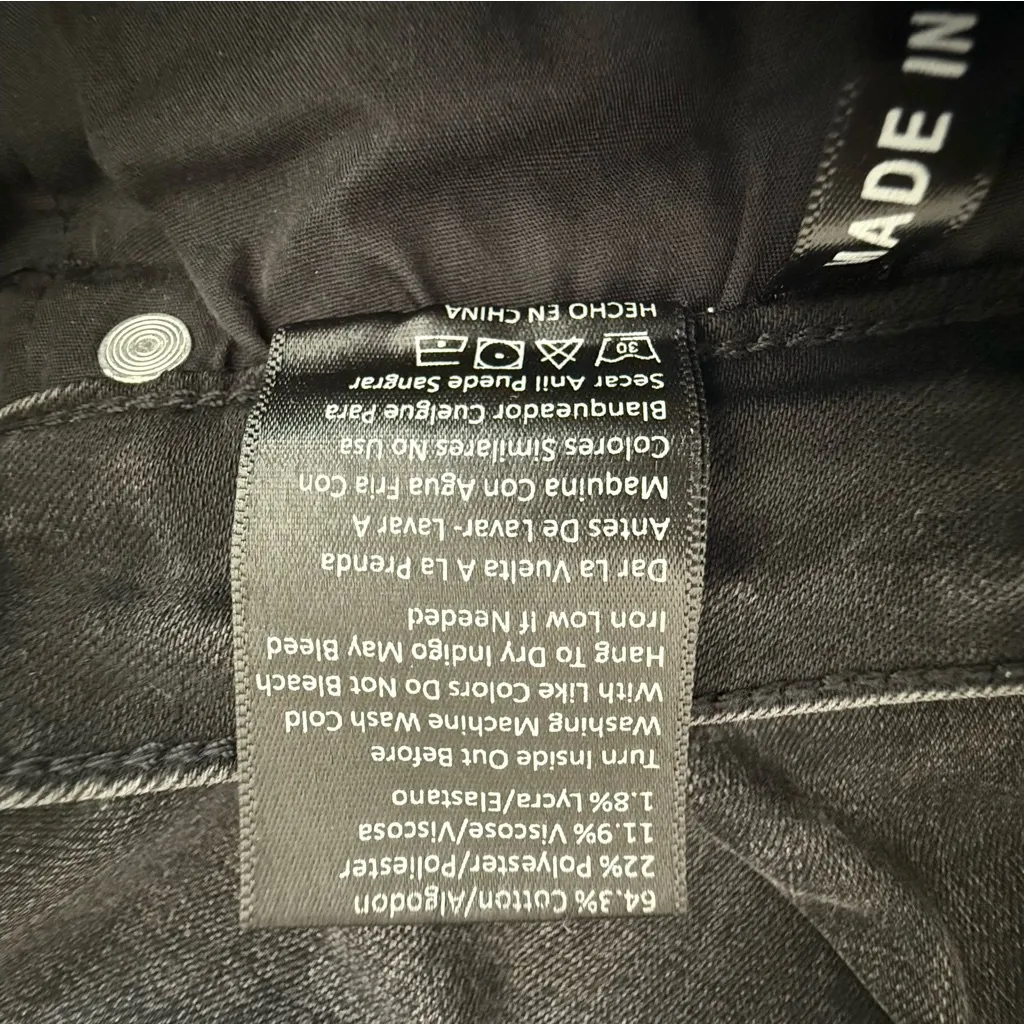 64.3% Cotton/Algodon
22% Polyester/Poliester
11.9% Viscose/Viscosa
1.8% Lycra/Elastano
Turn Inside Out Before
Washing Machine Wash Cold
With Like Colors Do Not Bleach
Hang To Dry Indigo May Bleed
Iron Low If Needed
Dar La Vuelta A La Prenda
Antes De Lavar- Lavar A
Maquina Con Agua Fria Con
Colores Similares No Usa
Blanqueador Cuelgue Para
Secar Anil Puede Sangrar
30
HECHO EN CHINA
MADE IN